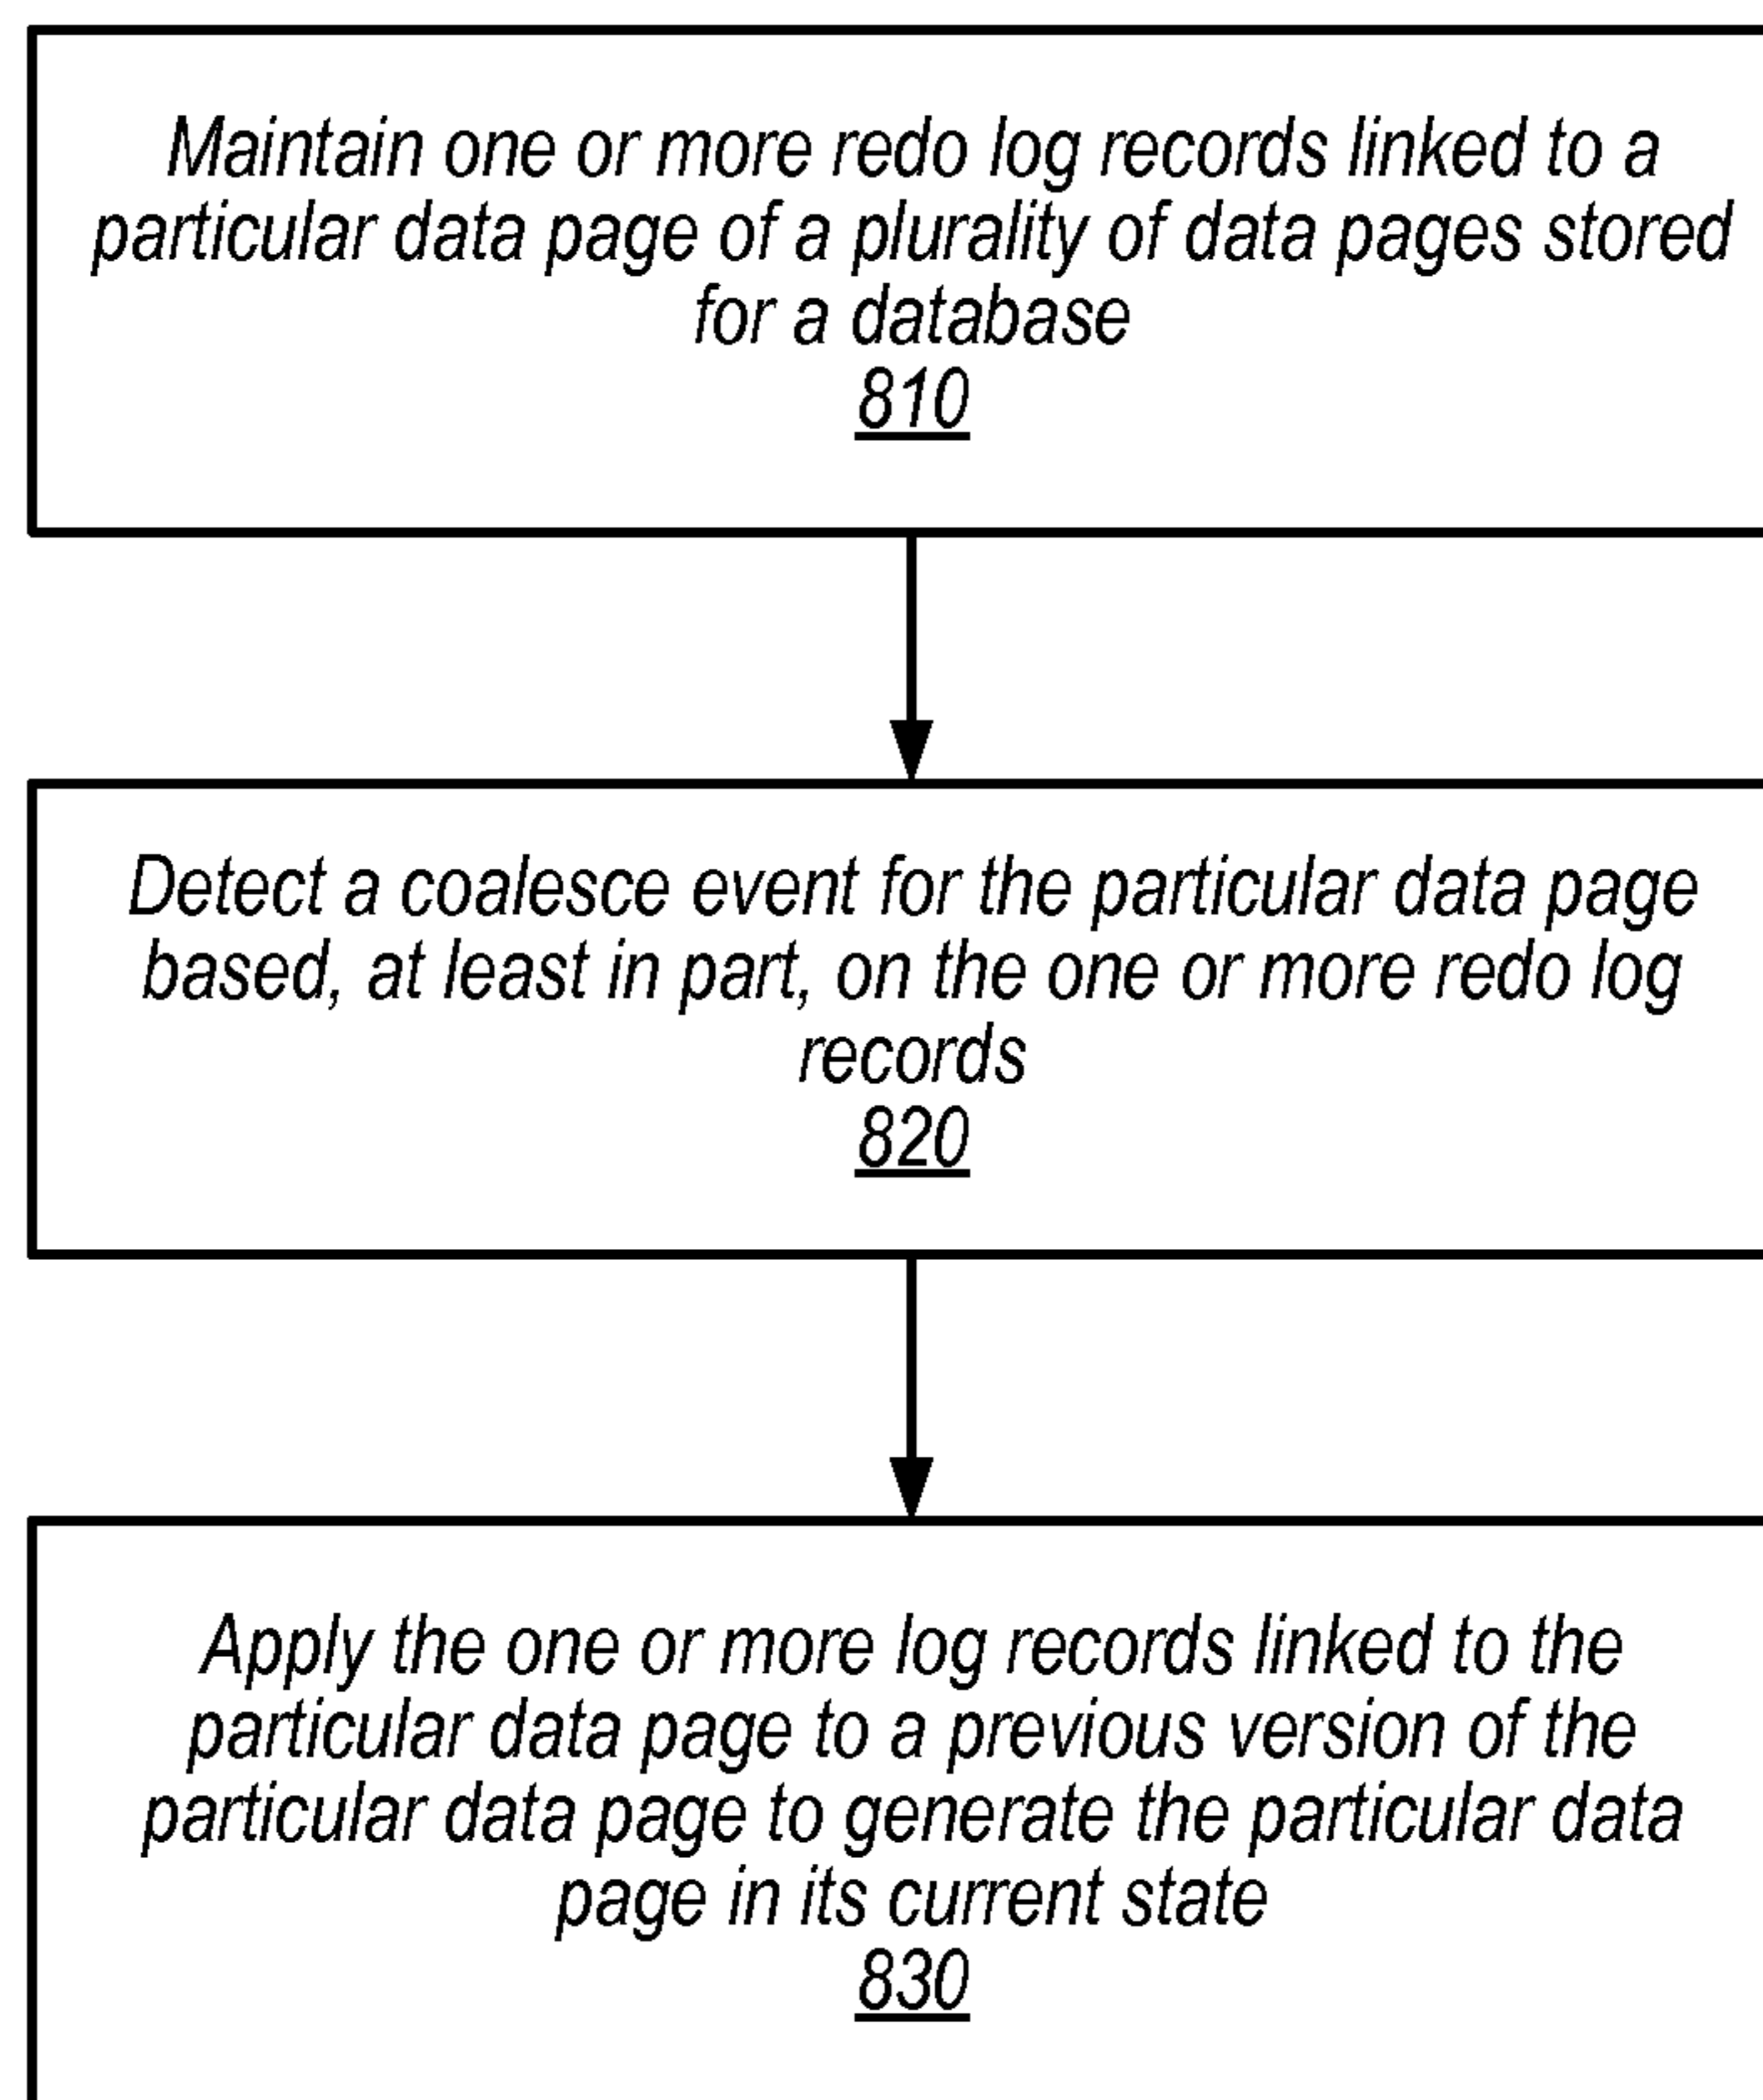 Maintain one or more redo log records linked to a
particular data page of a plurality of data pages stored
for a database
810
Detect a coalesce event for the particular data page
based, at least in part, on the one or more redo log
records
820
Apply the one or more log records linked to the
particular data page to a previous version of the
particular data page to generate the particular data
page in its current state
830